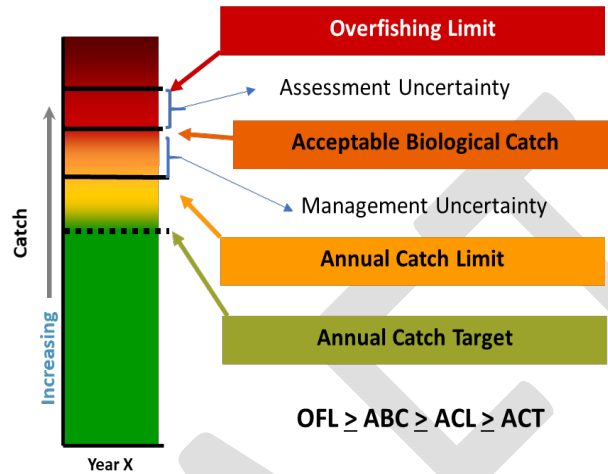 Overfishing Limit
Assessment Uncertainty
Acceptable Biological Catch
Management Uncertainty
Annual Catch Limit
Annual Catch Target
OFL ≥ ABC ≥ ACL ≥ ACT
Catch
Increasing
Year X